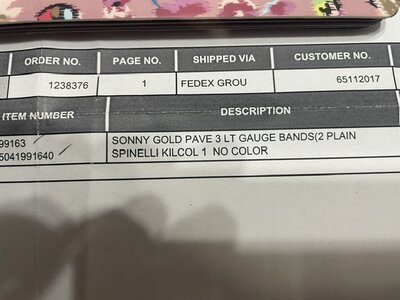 ORDER NO. PAGE NO. SHIPPED VIA CUSTOMER NO.
1238376 1 FEDEX GROU 65112017
ITEM NUMBER DESCRIPTION
99163 SONNY GOLD PAVE 3 LT GAUGE BANDS(2 PLAIN
5041991640 SPINELLI KILCOL 1 NO COLOR